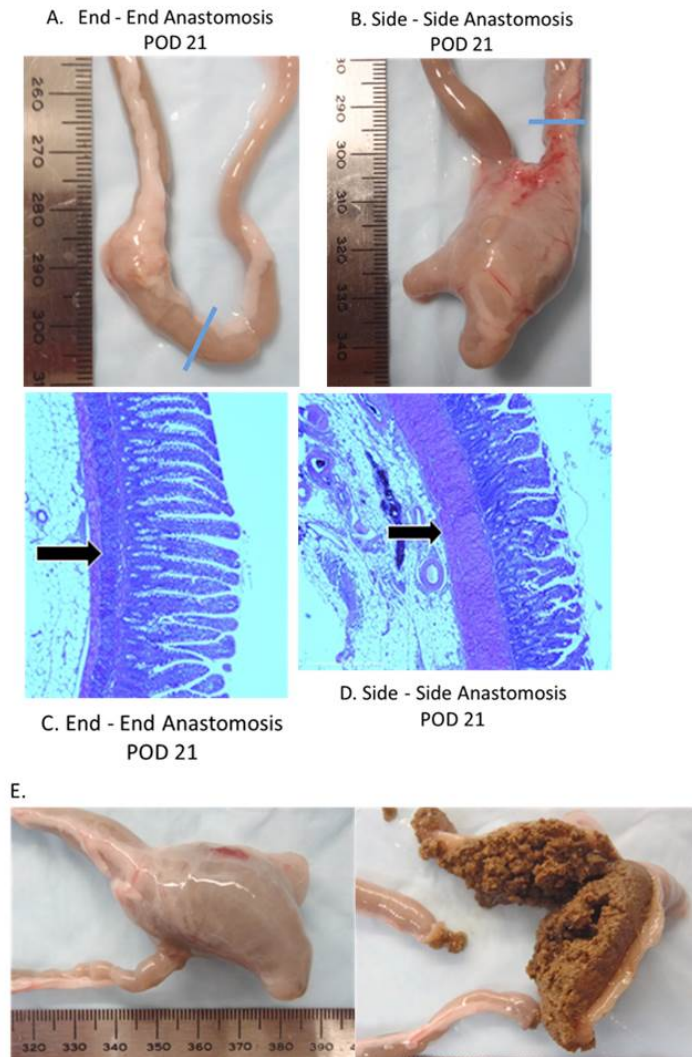 A. End - End Anastomosis
POD 21
B. Side - Side Anastomosis
POD 21
260
270
280
290
300
290
300
310
320
330
340
C. End - End Anastomosis
POD 21
D. Side - Side Anastomosis
POD 21
E.
320 330 340 350 360 370 380 390